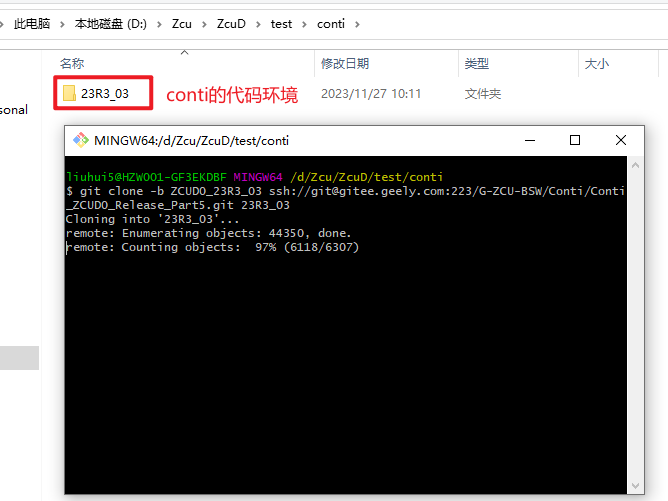 此电脑 > 本地磁盘 (D:) > Zcu > ZcuD > test > conti >
名称 修改日期 类型 大小
23R3_03 conti的代码环境 2023/11/27 10:11 文件夹
sonal
MINGW64:/d/Zcu/ZcuD/test/conti
liuhui5@HZW001-GF3EKDBF MINGW64 /d/Zcu/ZcuD/test/conti
$ git clone -b ZCUDO_23R3_03 ssh://git@gitee.geely.com:223/G-ZCU-BSW/Conti/Conti
_ZCUDO_Release_Part5.git 23R3_03
Cloning into '23R3_03'...
remote: Enumerating objects: 44350, done.
remote: Counting objects:  97% (6118/6307)